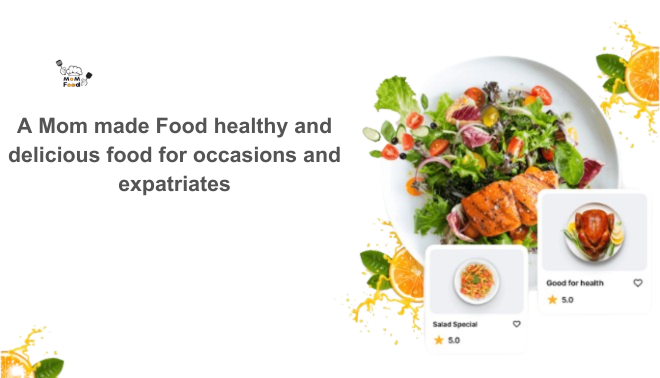 MoM
Food
A Mom made Food healthy and
delicious food for occasions and
expatriates
Good for health
5.0
Salad Special
5.0